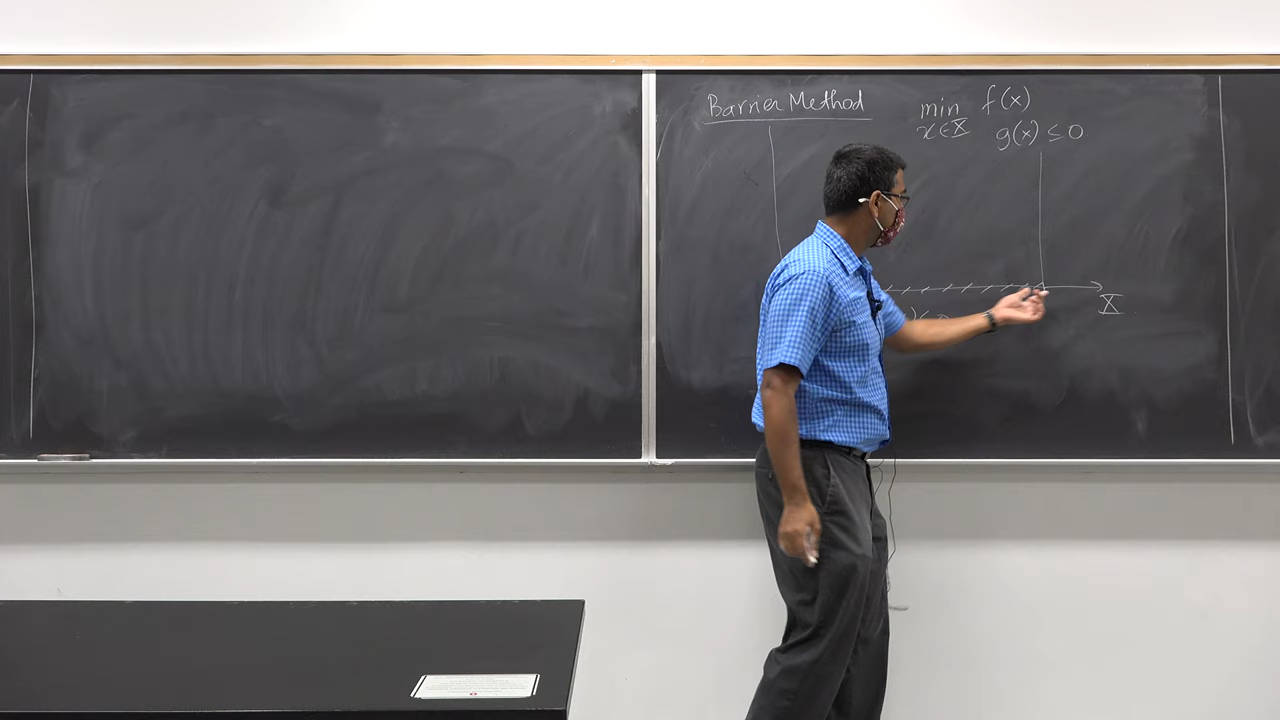 Barrier Method
min f(x)
x∈X g(x) ≤ 0
X